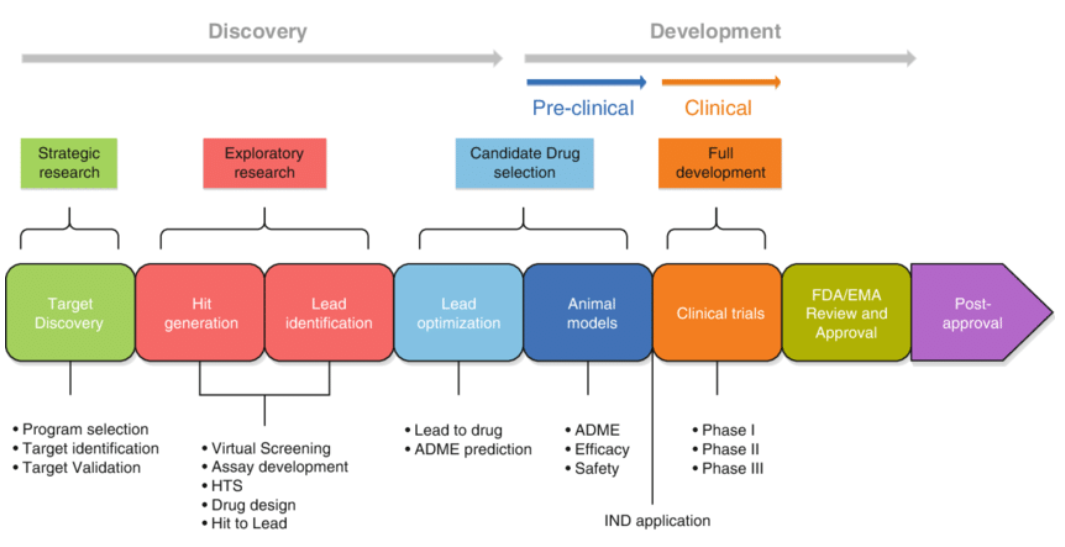 Discovery
Development
Pre-clinical
Clinical
Strategic
research
Exploratory
research
Candidate Drug
selection
Full
development
Target
Discovery
Hit
generation
Lead
identification
Lead
optimization
Animal
models
Clinical trials
FDA/EMA
Review and
Approval
Post-
approval
• Program selection
• Target identification
• Target Validation
• Virtual Screening
• Assay development
• HTS
• Drug design
• Hit to Lead
• Lead to drug
• ADME prediction
• ADME
• Efficacy
• Safety
• Phase I
• Phase II
• Phase III
IND application